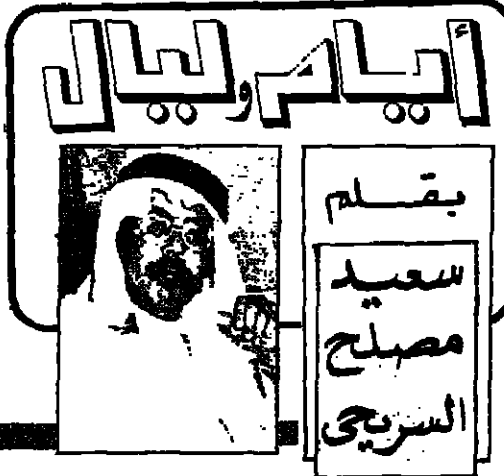 أيام وليال
بقلم
سعيد
مصلح
السريحي